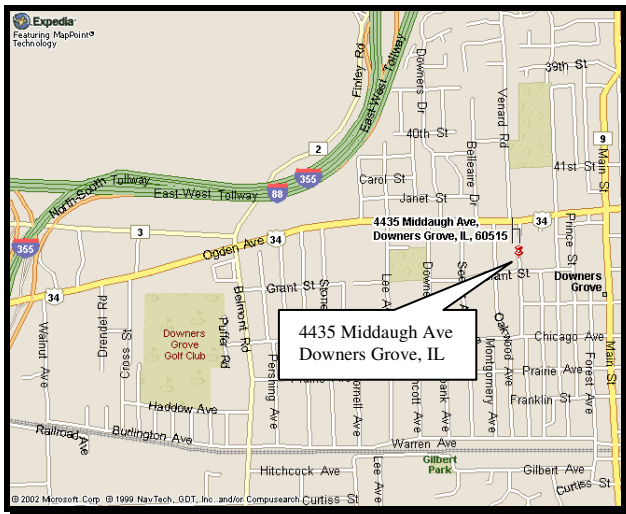 Expedia
Featuring MapPoint®
Technology
Finley Rd
East-West Tollway
Downers Dr
39th St
Venard Rd
2
40th St
9
Main St
Belleaire Dr
41st St
355
Carol St
North-South Tollway
East-West Tollway
88
Janet St
34
4435 Middaugh Ave,
Downers Grove, IL, 60515
Prince St
3
Ogden Ave
34
355
Downers
Grove
Grant St
Lee
34
Belmont Rd
Drendel Rd
Cross St
Puffer Rd
Walnut Ave
Downers
Grove
Golf Club
4435 Middaugh Ave
Downers Grove, IL
Oakwood Ave
Chicago Ave
Main St
Pershing Ave
Prairie Ave
Forest Ave
Montgomery Ave
Franklin St
Haddow Ave
Railroad Ave
Burlington Ave
Warren Ave
Gilbert
Park
Hitchcock Ave
Lee Ave
Gilbert Ave
Curtiss St
Curtiss St
© 2002 Microsoft Corp © 1999 NavTech, GDT, Inc. and/or Compusearch